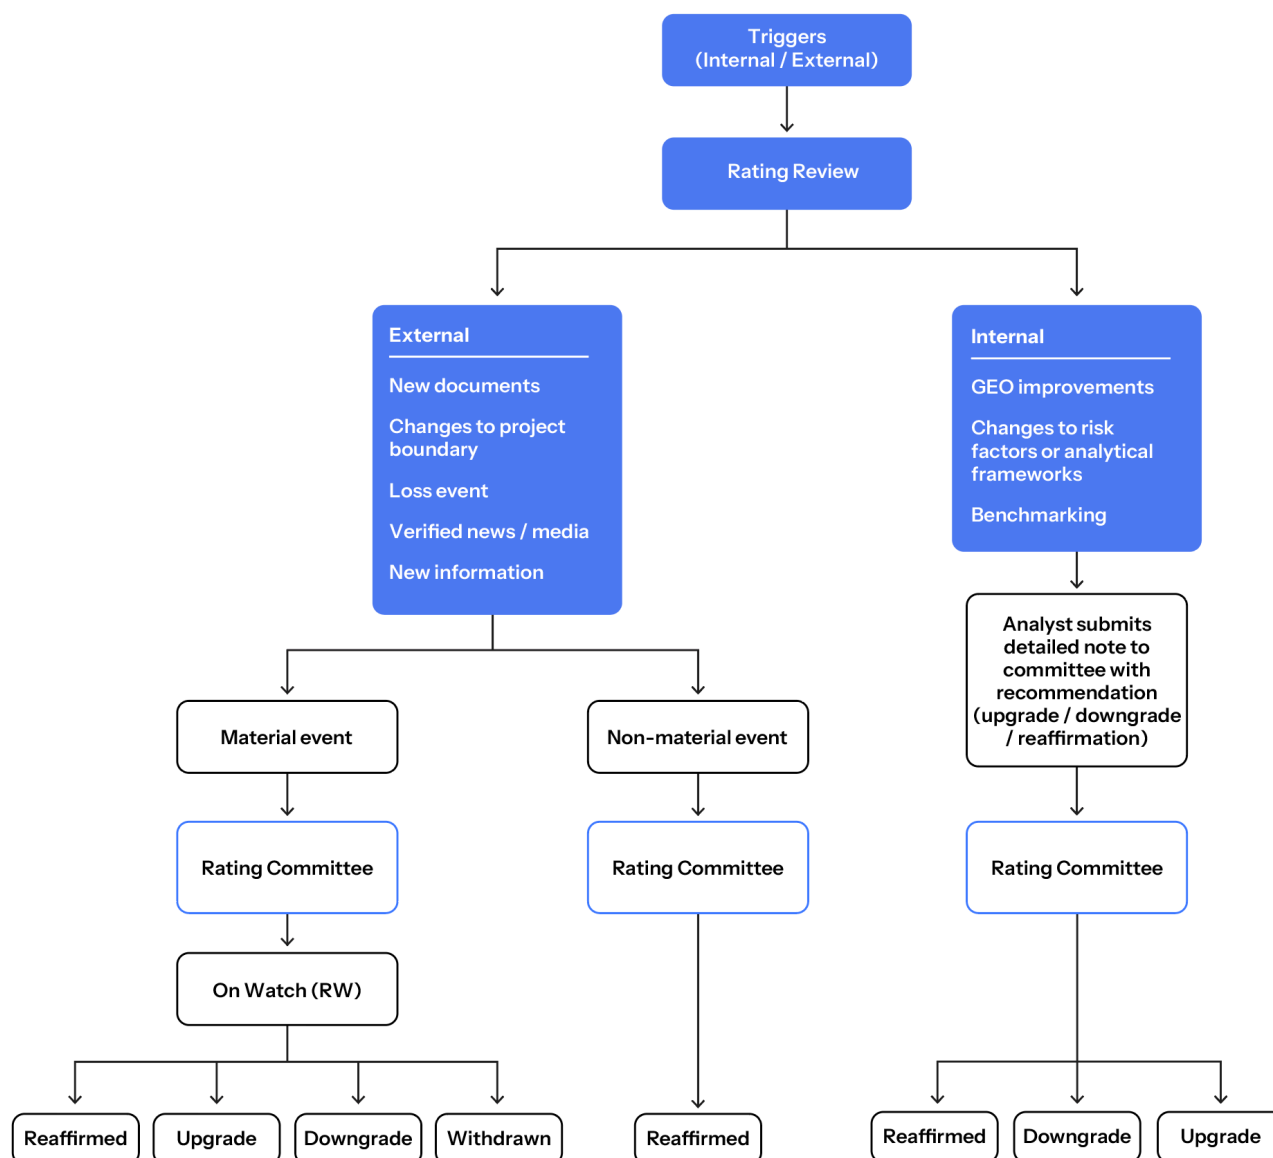 Triggers
(Internal / External)
Rating Review
External
New documents
Changes to project
boundary
Loss event
Verified news / media
New information
Internal
GEO improvements
Changes to risk
factors or analytical
frameworks
Benchmarking
Analyst submits
detailed note to
committee with
recommendation
(upgrade / downgrade
/ reaffirmation)
Material event
Non-material event
Rating Committee
Rating Committee
Rating Committee
On Watch (RW)
Reaffirmed
Upgrade
Downgrade
Withdrawn
Reaffirmed
Reaffirmed
Downgrade
Upgrade